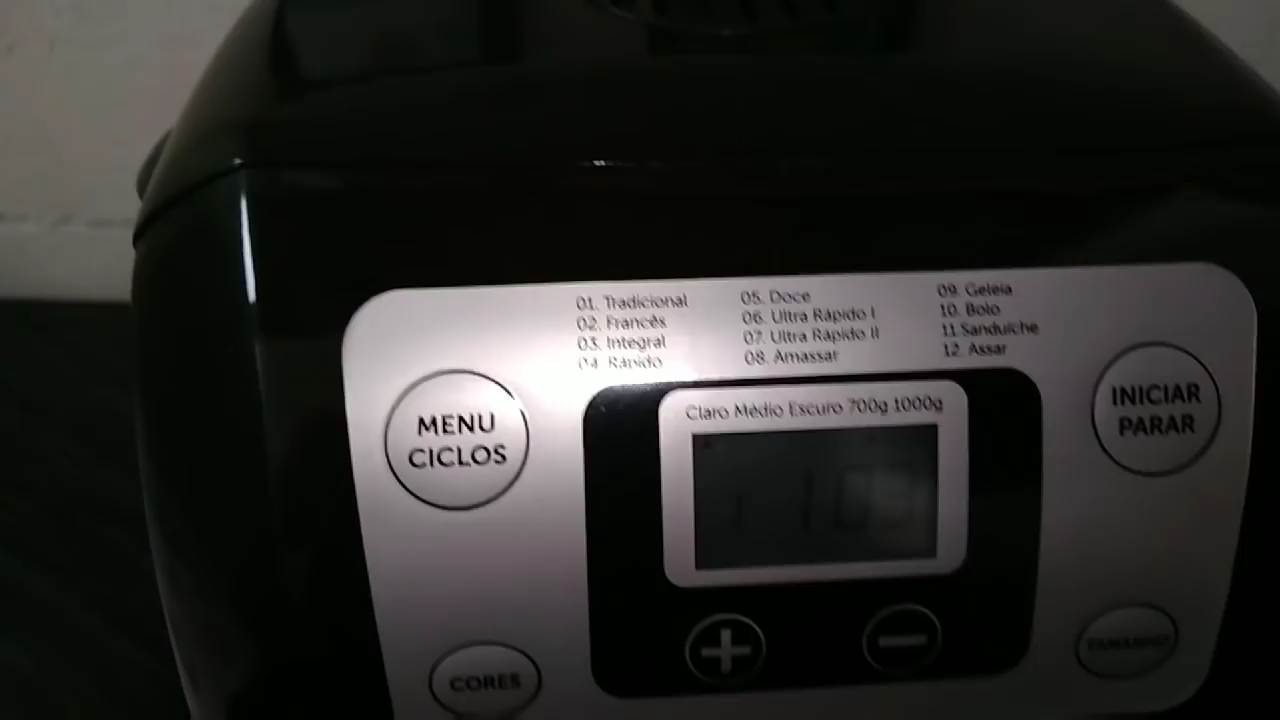 01. Tradicional
02. Francês
03. Integral
04. Rápido
05. Doce
06. Ultra Rápido I
07. Ultra Rápido II
08. Amassar
09. Geleia
10. Bolo
11 Sanduíche
12. Assar
MENU
CICLOS
Claro Médio Escuro 700g 1000g
INICIAR
PARAR
CORES
TAMANHO